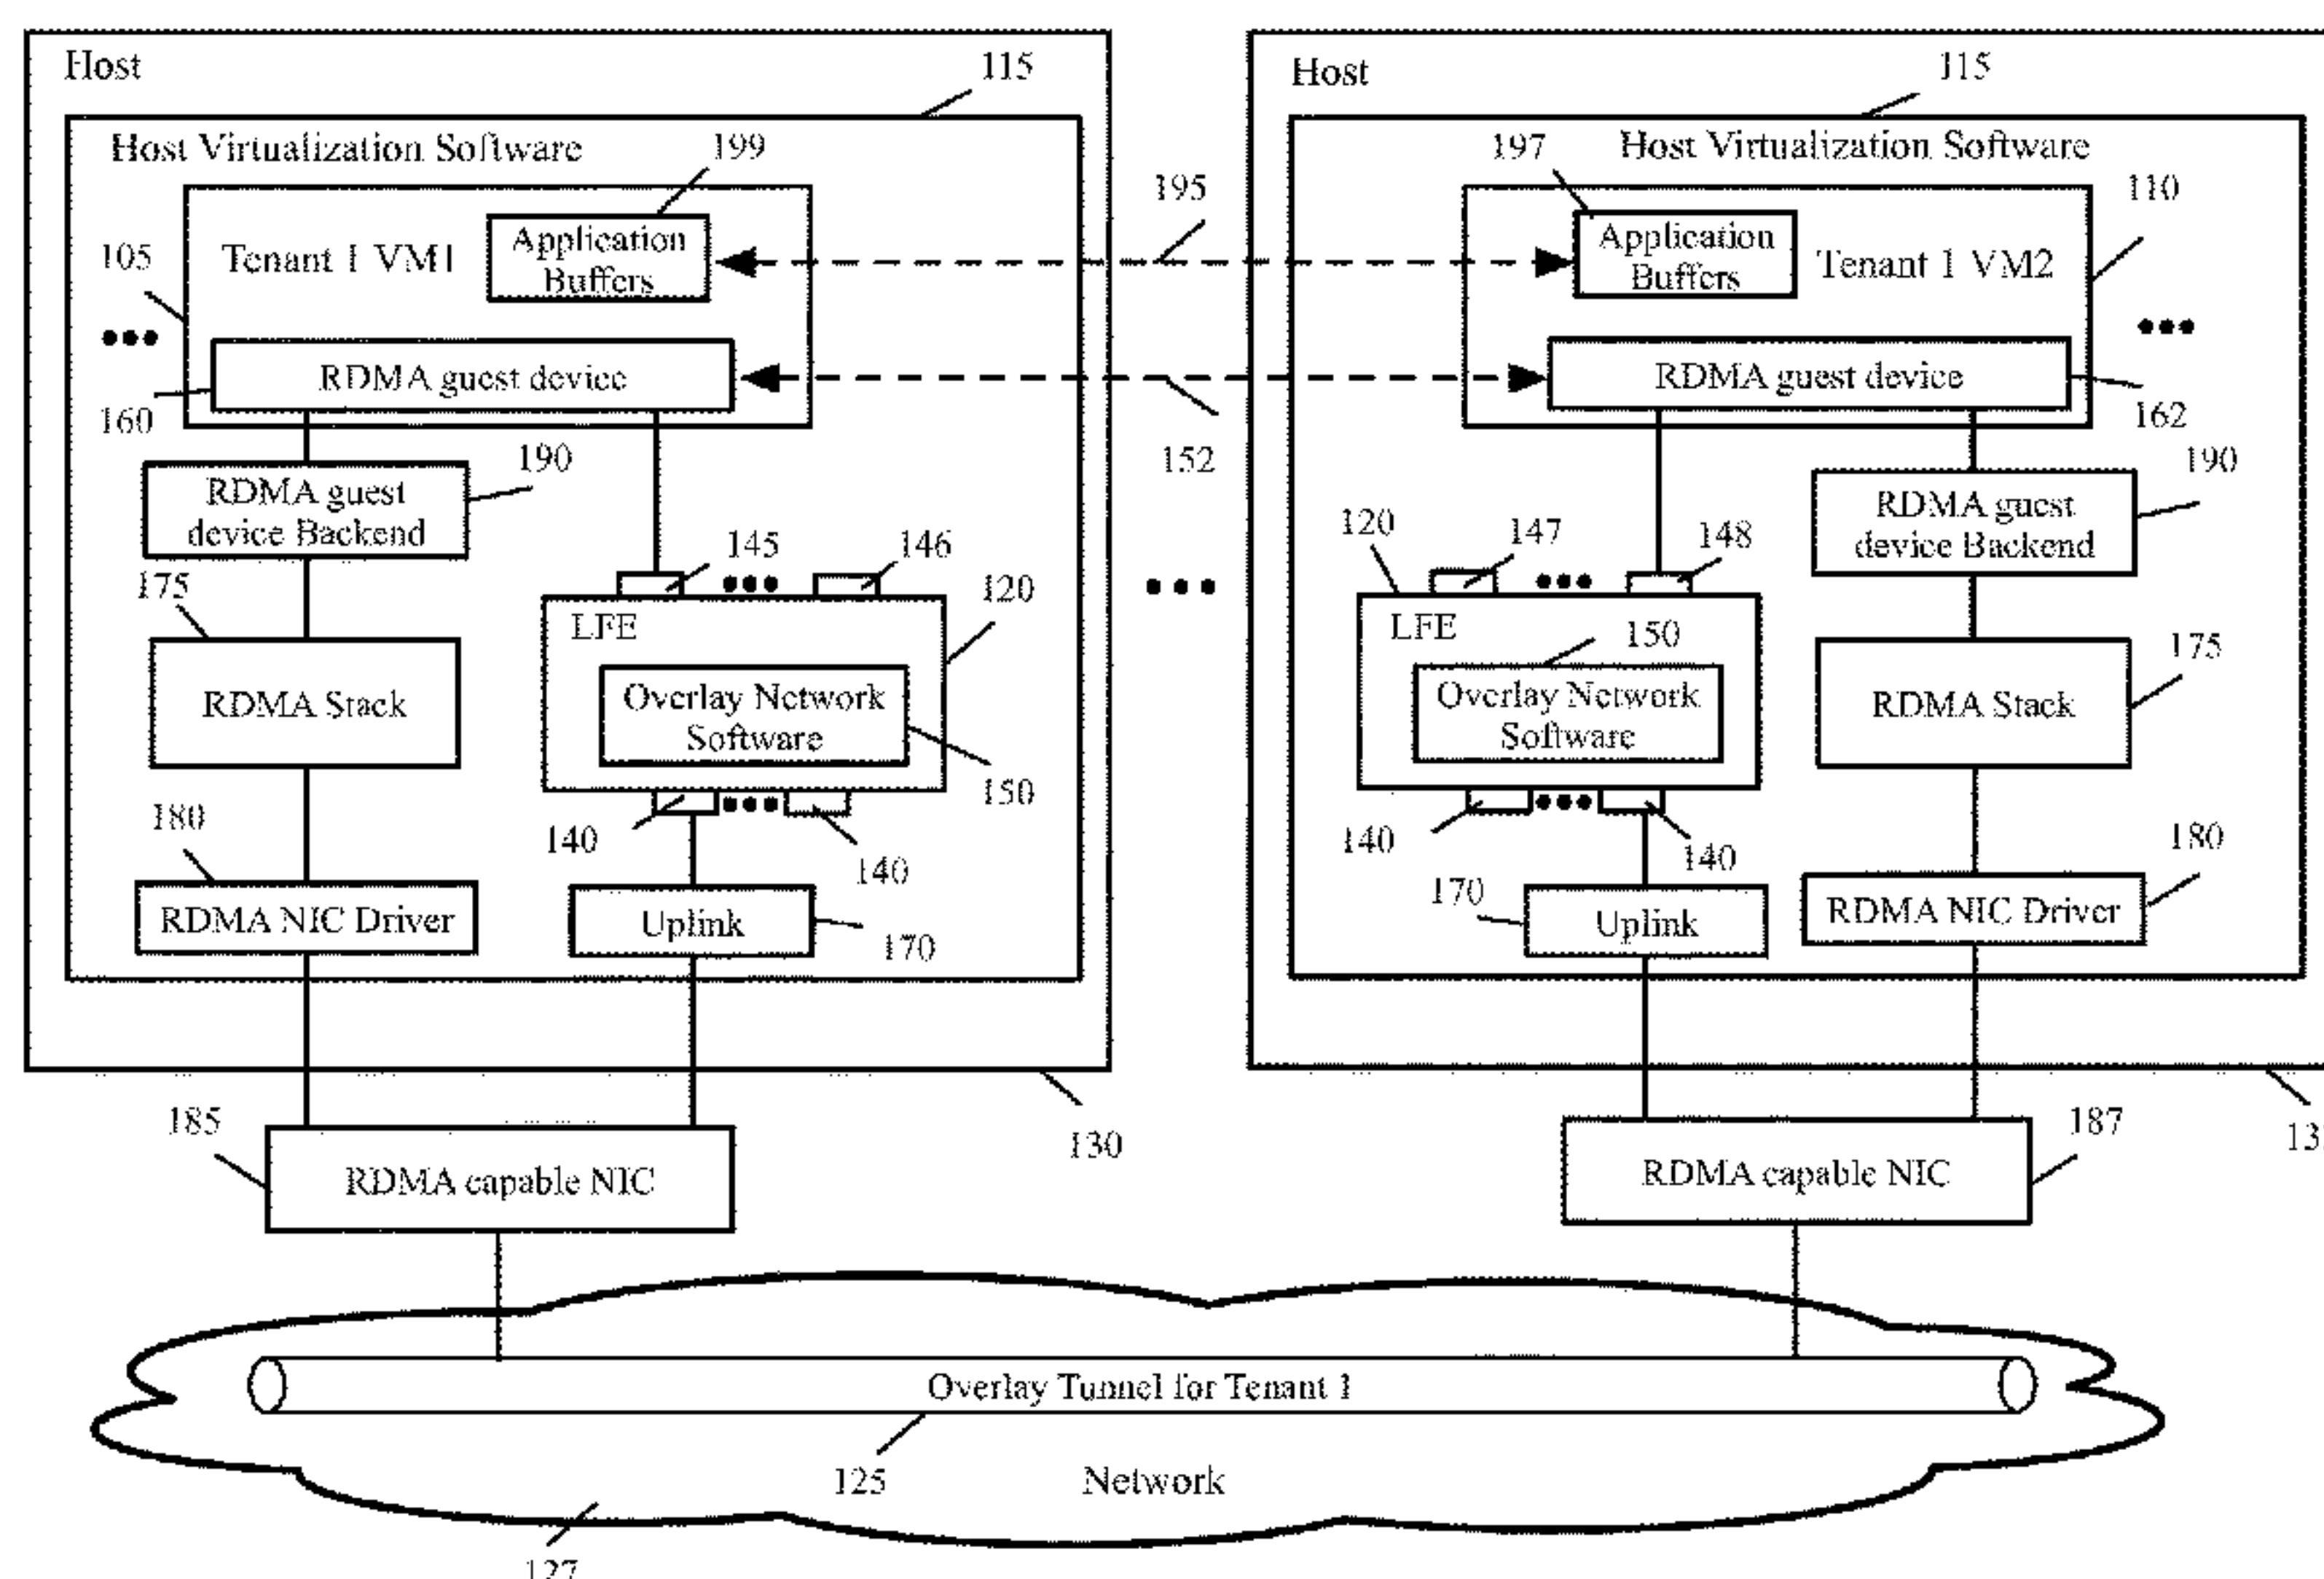 Host
115
Host
115
Host Virtualization Software
199
197
Host Virtualization Software
195
110
Application
Buffers
Tenant 1 VM1
105
Application
Buffers
Tenant 1 VM2
RDMA guest device
RDMA guest device
160
162
152
190
190
RDMA guest
device Backend
RDMA guest
device Backend
145
146
120
147
148
175
120
LFE
LFE
150
175
RDMA Stack
Overlay Network
Software
Overlay Network
Software
RDMA Stack
150
180
140
140
140
140
180
RDMA NIC Driver
Uplink
170
170
Uplink
RDMA NIC Driver
185
130
187
RDMA capable NIC
RDMA capable NIC
Overlay Tunnel for Tenant 1
125
Network
127